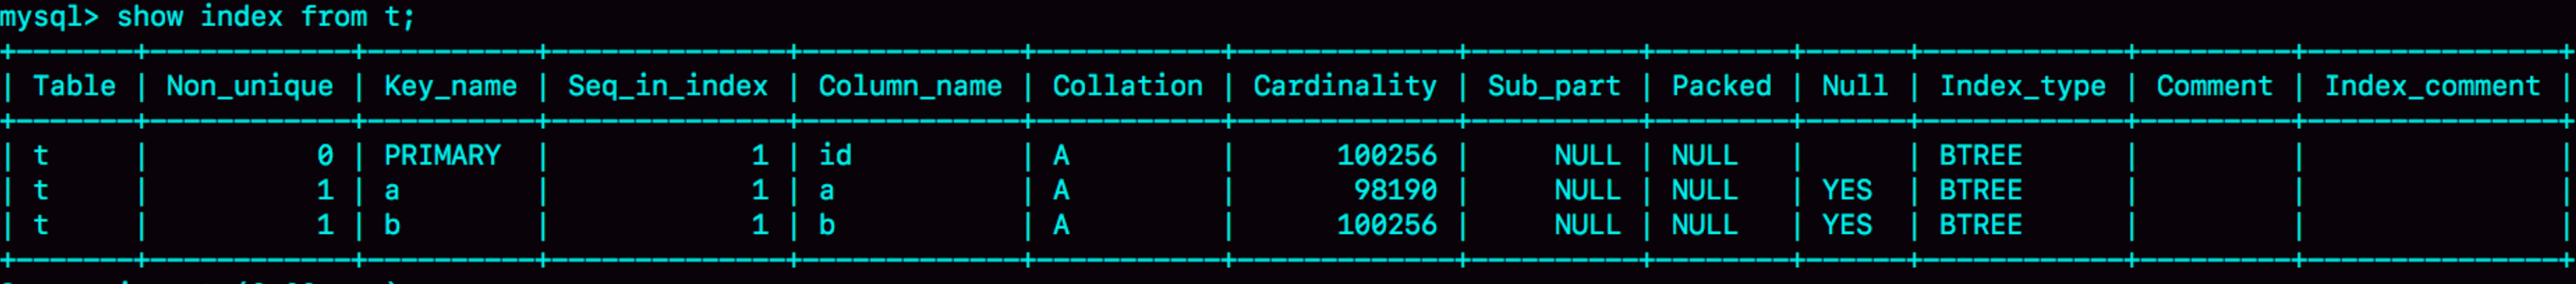 mysql> show index from t;
+-------+------------+----------+--------------+-------------+-----------+-------------+----------+--------+------+------------+---------+---------------+
| Table | Non_unique | Key_name | Seq_in_index | Column_name | Collation | Cardinality | Sub_part | Packed | Null | Index_type | Comment | Index_comment |
+-------+------------+----------+--------------+-------------+-----------+-------------+----------+--------+------+------------+---------+---------------+
| t     |          0 | PRIMARY  |            1 | id          | A         |      100256 |     NULL | NULL   |      | BTREE      |         |               |
| t     |          1 | a        |            1 | a           | A         |       98190 |     NULL | NULL   | YES  | BTREE      |         |               |
| t     |          1 | b        |            1 | b           | A         |      100256 |     NULL | NULL   | YES  | BTREE      |         |               |
+-------+------------+----------+--------------+-------------+-----------+-------------+----------+--------+------+------------+---------+---------------+